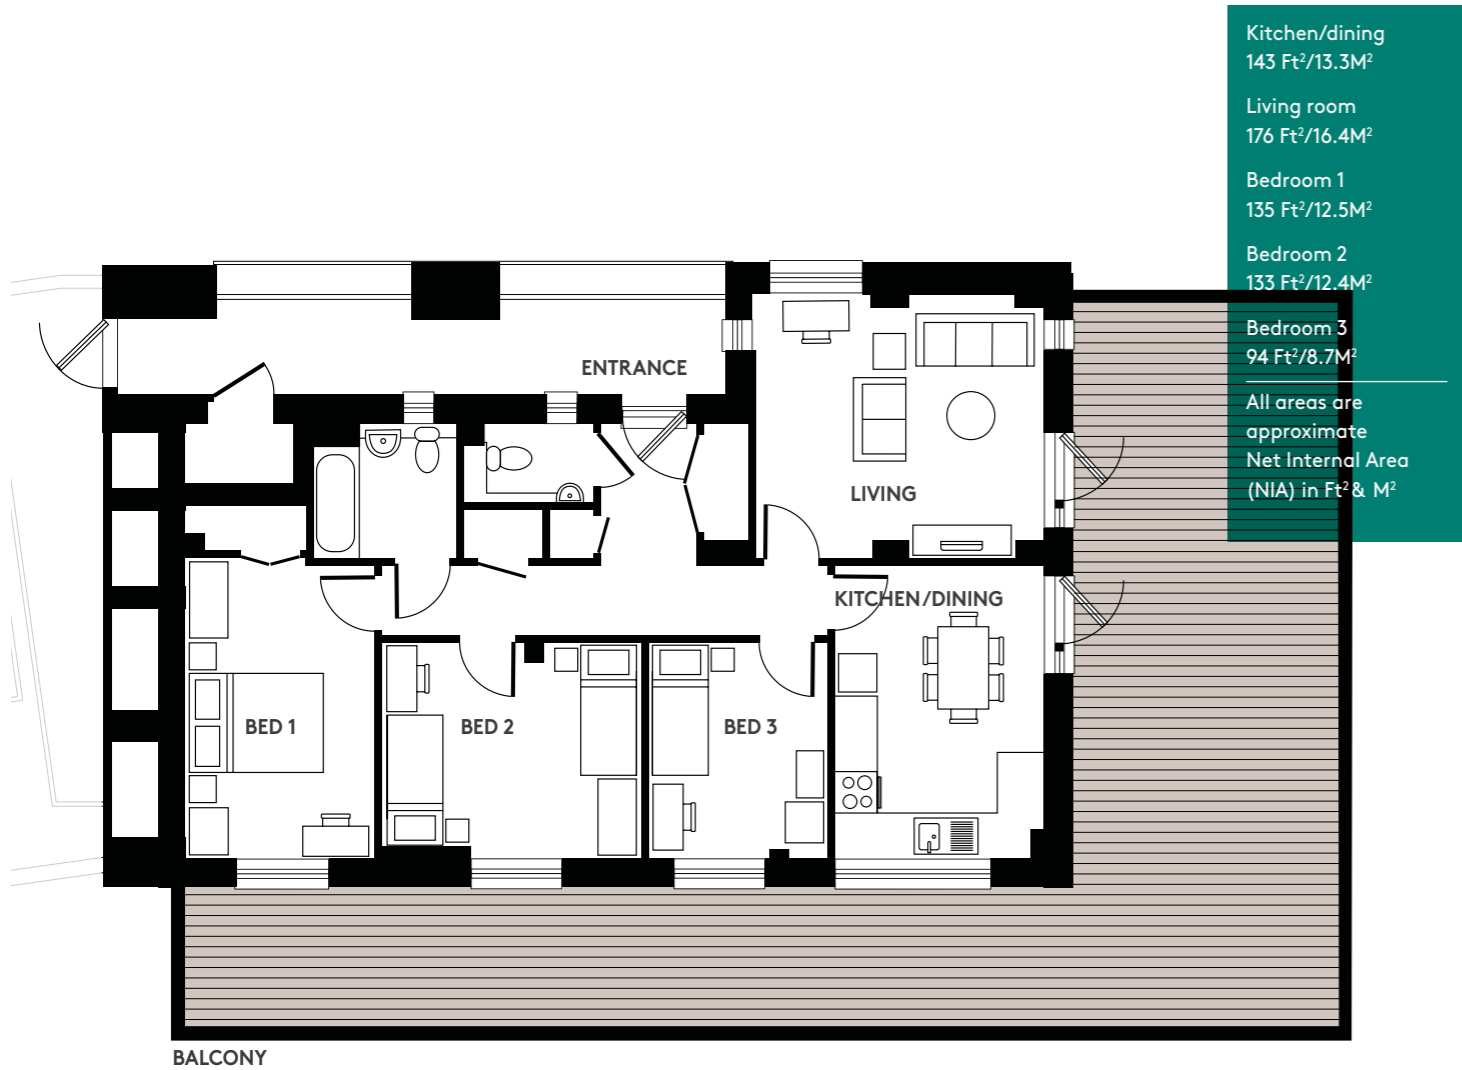 Kitchen/dining
143 Ft²/13.3M²
Living room
176 Ft²/16.4M²
Bedroom 1
135 Ft²/12.5M²
Bedroom 2
133 Ft²/12.4M²
Bedroom 3
94 Ft²/8.7M²
All areas are
approximate
Net Internal Area
(NIA) in Ft² & M²
ENTRANCE
LIVING
KITCHEN/DINING
BED 1
BED 2
BED 3
BALCONY